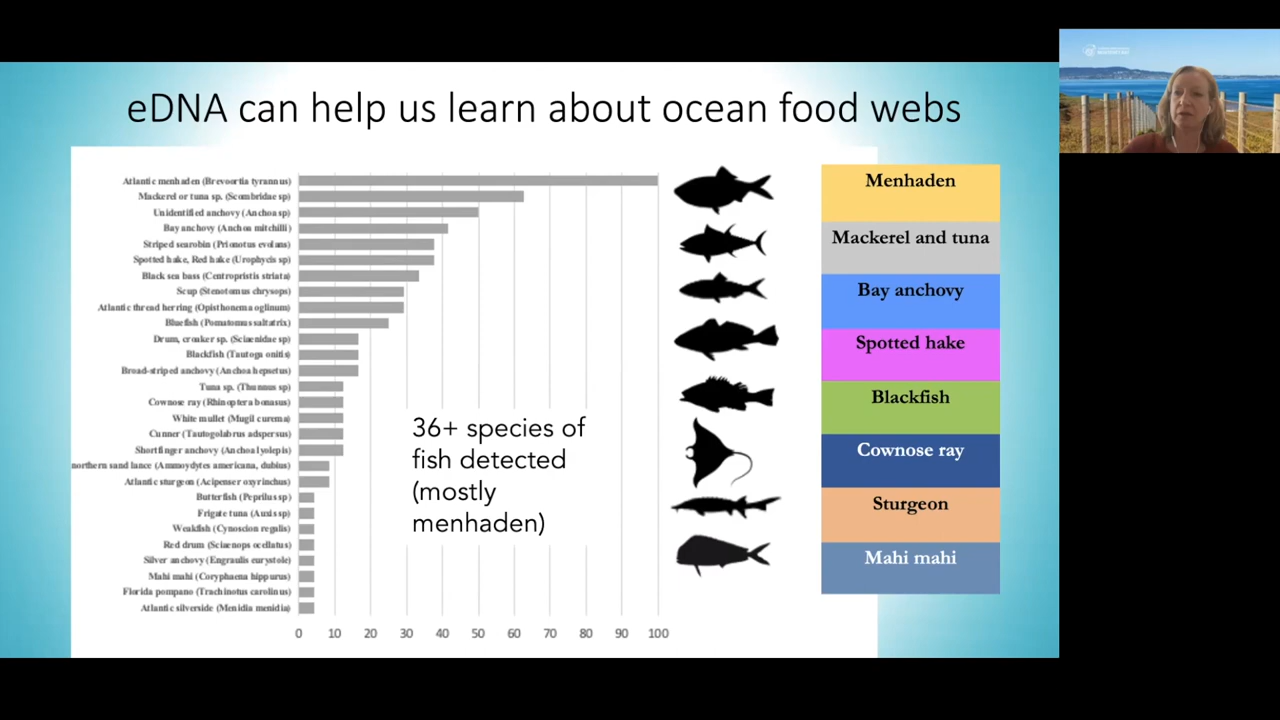 eDNA can help us learn about ocean food webs
Atlantic menhaden (Brevoortia tyrannus)
Mackerel or tuna sp. (Scombridae sp)
Unidentified anchovy (Anchoa sp)
Bay anchovy (Anchoa mitchilli)
Striped searobin (Prionotus evolans)
Spotted hake, Red hake (Urophycis sp)
Black sea bass (Centropristis striata)
Scup (Stenotomus chrysops)
Atlantic thread herring (Opisthonema oglinum)
Bluefish (Pomatomus saltatrix)
Drum, croaker sp. (Sciaenidae sp)
Blackfish (Tautoga onitis)
Broad-striped anchovy (Anchoa hepsetus)
Tuna sp. (Thunnus sp)
Cownose ray (Rhinoptera bonasus)
White mullet (Mugil curema)
Cunner (Tautogolabrus adspersus)
Shortfinger anchovy (Anchoa lyolepis)
northern sand lance (Ammoydytes americana, dubius)
Atlantic sturgeon (Acipenser oxyrinchus)
Butterfish (Peprilus sp)
Frigate tuna (Auxis sp)
Weakfish (Cynoscion regalis)
Red drum (Sciaenops ocellatus)
Silver anchovy (Engraulis eurystole)
Mahi mahi (Coryphaena hippurus)
Florida pompano (Trachinotus carolinus)
Atlantic silverside (Menidia menidia)
0 10 20 30 40 50 60 70 80 90 100
36+ species of
fish detected
(mostly
menhaden)
Menhaden
Mackerel and tuna
Bay anchovy
Spotted hake
Blackfish
Cownose ray
Sturgeon
Mahi mahi